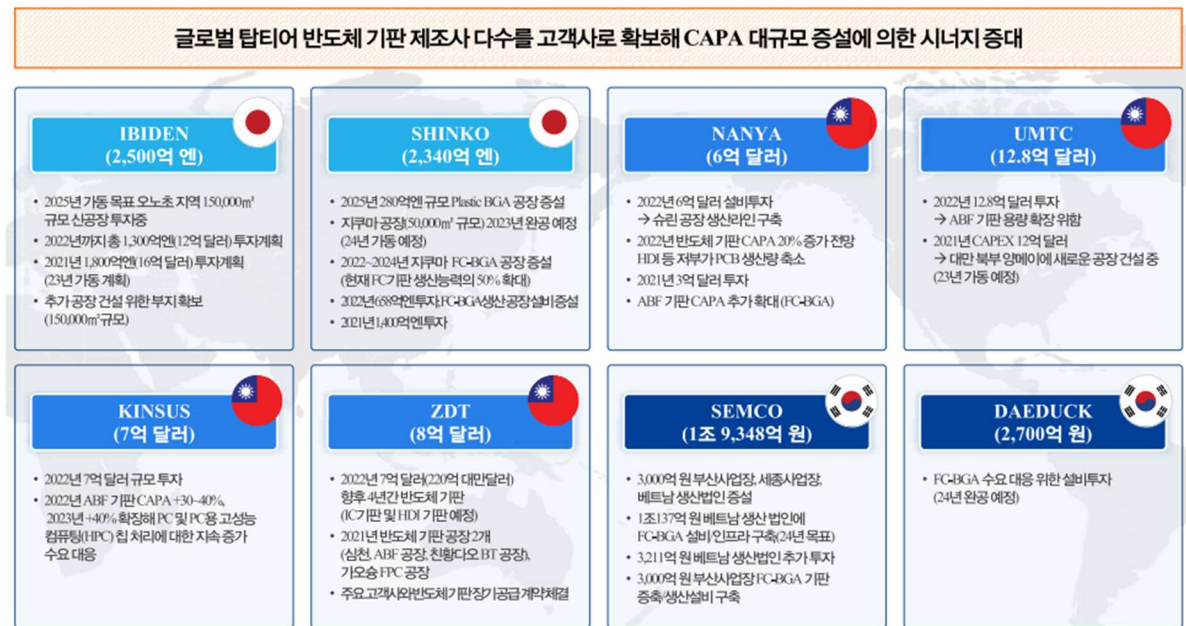 글로벌 탑티어 반도체 기판 제조사 다수를 고객사로 확보해 CAPA 대규모 증설에 의한 시너지 증대
IBIDEN
(2,500억 엔)
• 2025년 가동 목표 오노초 지역 150,000㎡
규모 신공장 투자중
• 2022년까지 총 1,300억엔(12억 달러) 투자계획
• 2021년 1,800억엔(16억 달러) 투자계획
(23년 가동 계획)
• 추가 공장 건설 위한 부지 확보
(150,000㎡규모)
SHINKO
(2,340억 엔)
• 2025년 280억엔 규모 Plastic BGA 공장 증설
• 지쿠마 공장(50,000㎡ 규모) 2023년 완공 예정
(24년 가동 예정)
• 2022~2024년 지쿠마 FC-BGA 공장 증설
(현재 FC기판 생산능력의 50% 확대)
• 2022년 658억엔 투자, FC-BGA 생산 공장 설비 증설
• 2021년 1,400억엔 투자
NANYA
(6억 달러)
• 2022년 6억 달러 설비투자
→ 슈린 공장 생산라인 구축
• 2022년 반도체 기판 CAPA 20% 증가 전망
HDI 등 저부가 PCB 생산량 축소
• 2021년 3억 달러 투자
• ABF 기판 CAPA 추가 확대 (FC-BGA)
UMTC
(12.8억 달러)
• 2022년 12.8억 달러 투자
→ ABF 기판 용량 확장 위함
• 2021년 CAPEX 12억 달러
→ 대만 북부 양메이에 새로운 공장 건설 중
(23년 가동 예정)
KINSUS
(7억 달러)
• 2022년 7억 달러 규모 투자
• 2022년 ABF 기판 CAPA +30~40%,
2023년 +40% 확장해 PC 및 PC용 고성능
컴퓨팅(HPC) 칩 처리에 대한 지속 증가
수요 대응
ZDT
(8억 달러)
• 2022년 7억 달러(220억 대만달러)
향후 4년간 반도체 기판
(IC기판 및 HDI 기판 예정)
• 2021년 반도체 기판 공장 2개
(심천, ABF 공장, 친황다오 BT 공장),
가오슝 FPC 공장
• 주요 고객사와 반도체 기판 장기 공급 계약 체결
SEMCO
(1조 9,348억 원)
• 3,000억 원 부산사업장, 세종사업장,
베트남 생산법인 증설
• 1조137억 원 베트남 생산 법인에
FC-BGA 설비 인프라 구축(24년 목표)
• 3,211억 원 베트남 생산법인 추가 투자
• 3,000억 원 부산사업장 FC-BGA 기판
증축/생산설비 구축
DAEDUCK
(2,700억 원)
• FC-BGA 수요 대응 위한 설비투자
(24년 완공 예정)